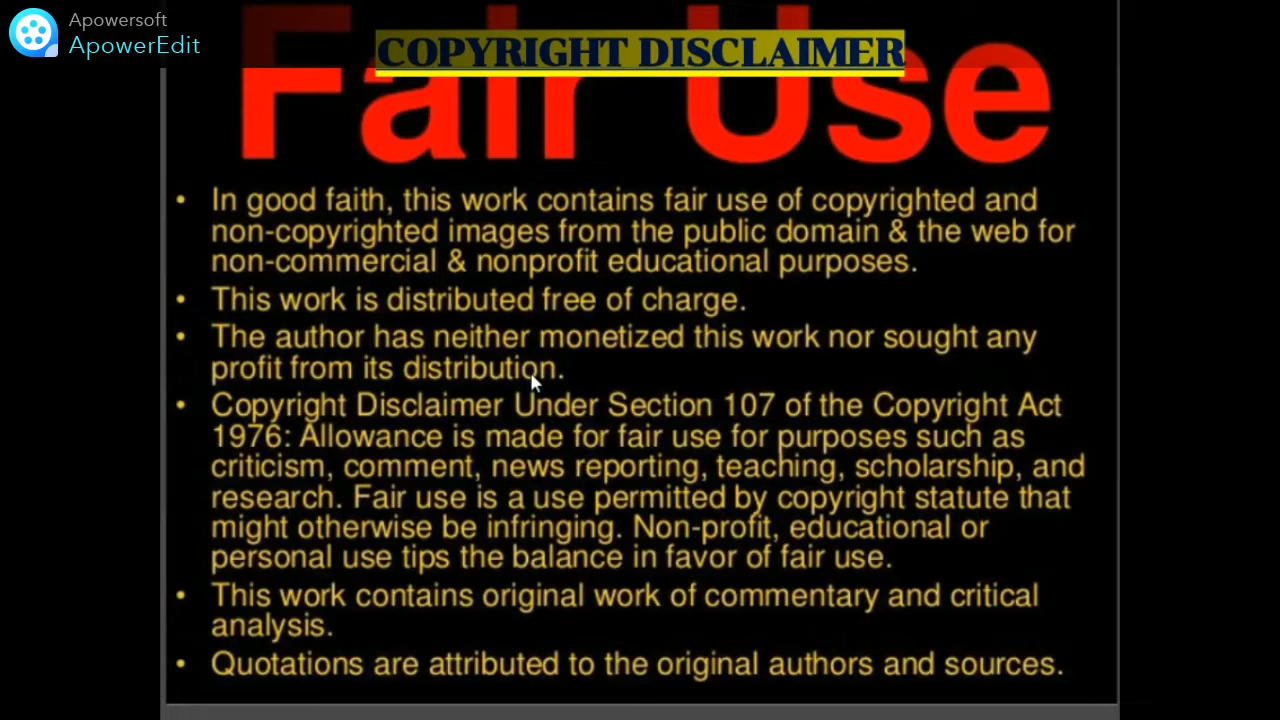 Apowersoft
ApowerEdit
COPYRIGHT DISCLAIMER
Fair Use
• In good faith, this work contains fair use of copyrighted and
non-copyrighted images from the public domain & the web for
non-commercial & nonprofit educational purposes.
• This work is distributed free of charge.
• The author has neither monetized this work nor sought any
profit from its distribution.
• Copyright Disclaimer Under Section 107 of the Copyright Act
1976: Allowance is made for fair use for purposes such as
criticism, comment, news reporting, teaching, scholarship, and
research. Fair use is a use permitted by copyright statute that
might otherwise be infringing. Non-profit, educational or
personal use tips the balance in favor of fair use.
• This work contains original work of commentary and critical
analysis.
• Quotations are attributed to the original authors and sources.